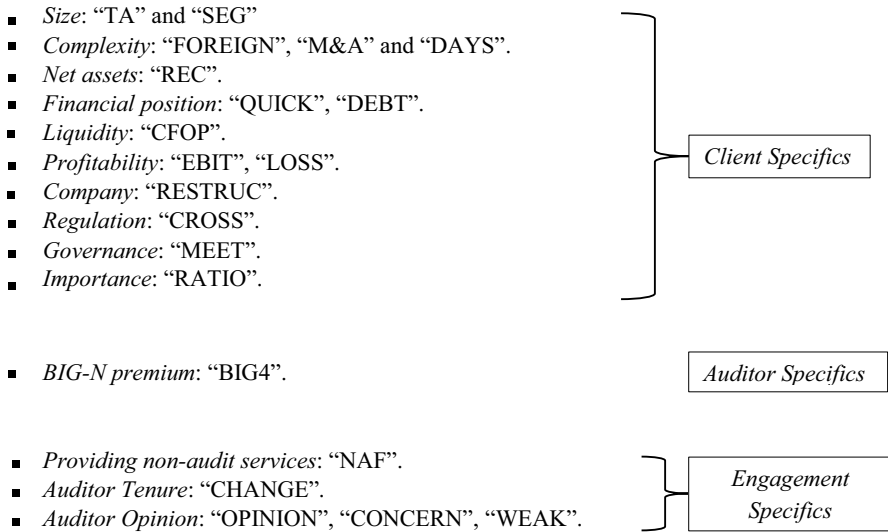 ▪ Size: “TA” and “SEG”
▪ Complexity: “FOREIGN”, “M&A” and “DAYS”.
▪ Net assets: “REC”.
▪ Financial position: “QUICK”, “DEBT”.
▪ Liquidity: “CFOP”.
▪ Profitability: “EBIT”, “LOSS”.
▪ Company: “RESTRUC”.
▪ Regulation: “CROSS”.
▪ Governance: “MEET”.
▪ Importance: “RATIO”.
Client Specifics
▪ BIG-N premium: “BIG4”.
Auditor Specifics
▪ Providing non-audit services: “NAF”.
▪ Auditor Tenure: “CHANGE”.
▪ Auditor Opinion: “OPINION”, “CONCERN”, “WEAK”.
Engagement
Specifics